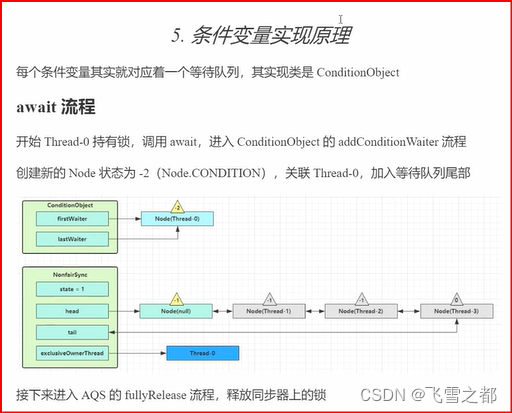 5. 条件变量实现原理
每个条件变量其实就对应着一个等待队列，其实现类是 ConditionObject
await 流程
开始 Thread-0 持有锁，调用 await，进入 ConditionObject 的 addConditionWaiter 流程
创建新的 Node 状态为 -2（Node.CONDITION），关联 Thread-0，加入等待队列尾部
ConditionObject
-2
firstWaiter
Node(Thread-0)
lastWaiter
NonfairSync
state = 1
-1
-1
-1
0
head
Node(null)
Node(Thread-1)
Node(Thread-2)
Node(Thread-3)
tail
exclusiveOwnerThread
Thread-0
接下来进入 AQS 的 fullyRelease 流程，释放同步器上的锁
CSDN @飞雪之都